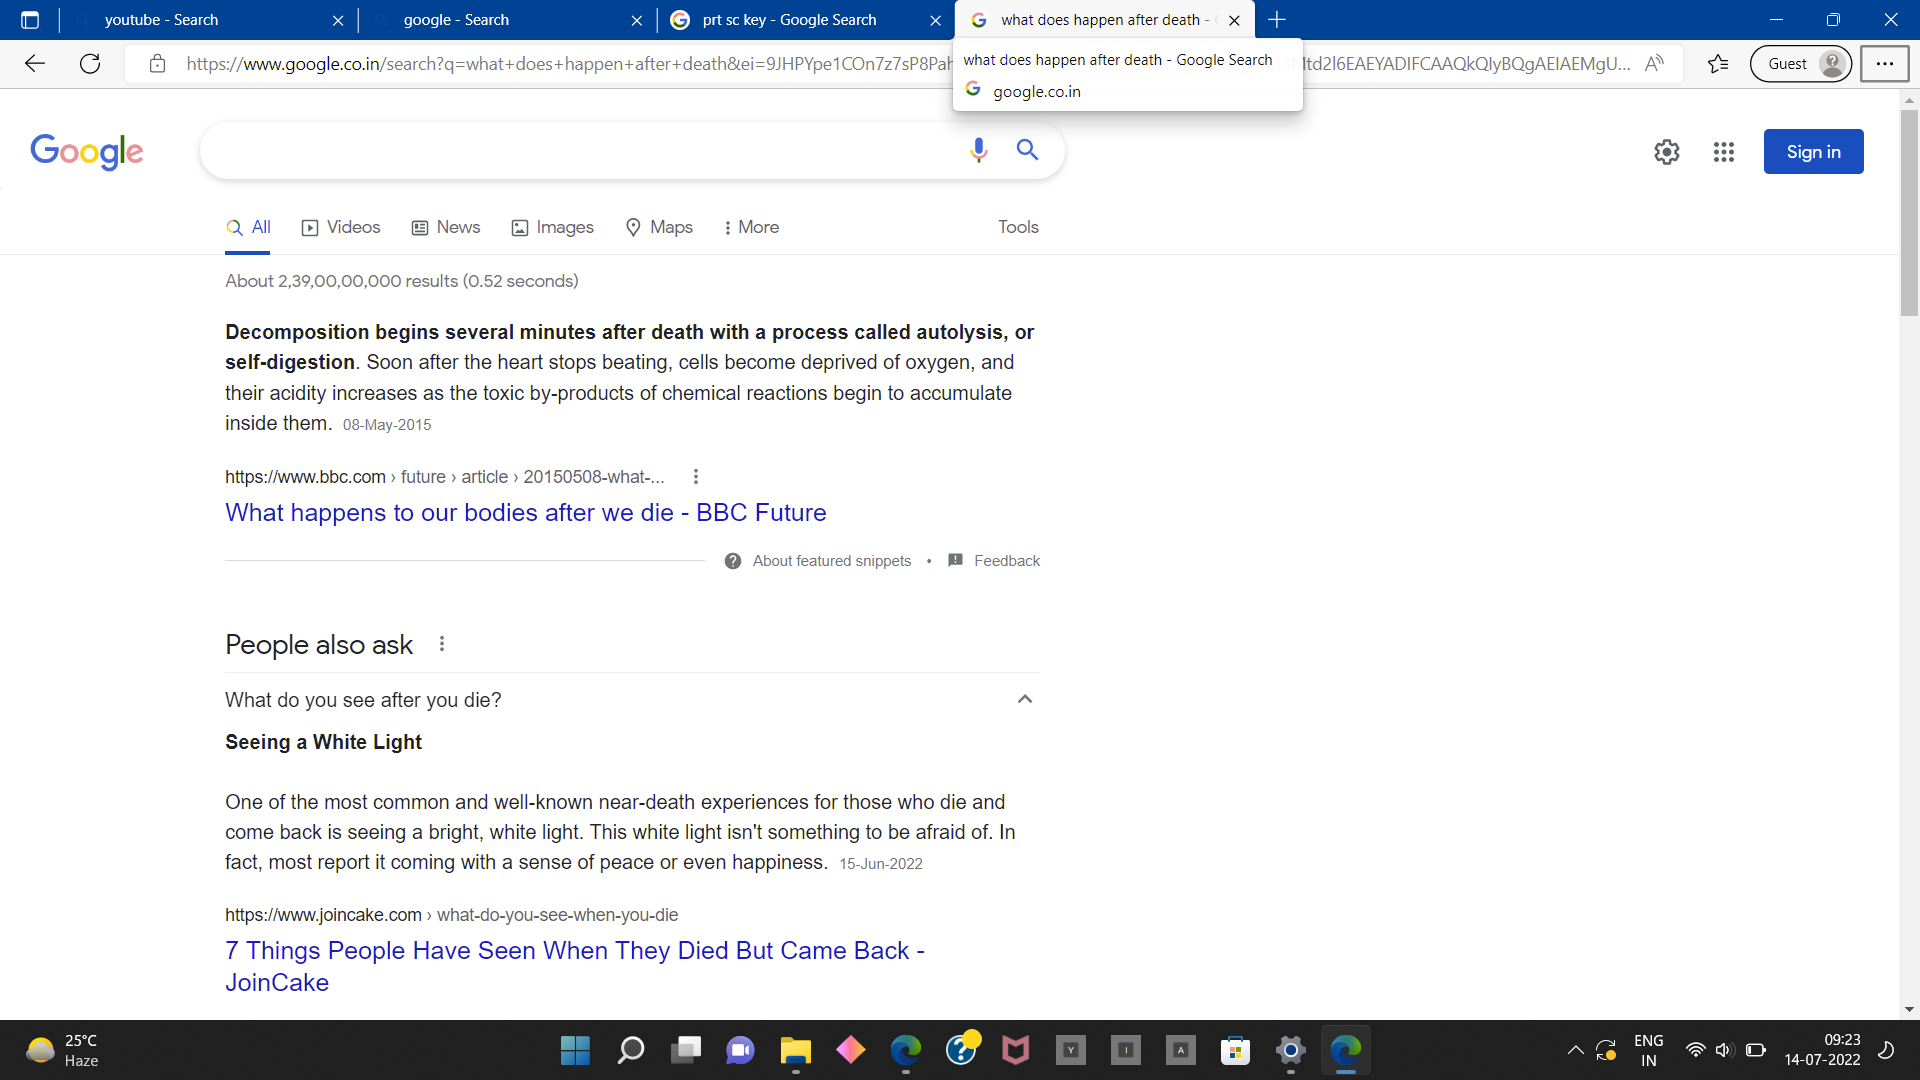 youtube - Search
google - Search
prt sc key - Google Search
what does happen after death -
https://www.google.co.in/search?q=what+does+happen+after+death&ei=9JHPYpe1COn7z7sP8Pah
what does happen after death - Google Search
google.co.in
Guest
Google
Sign in
All
Videos
News
Images
Maps
More
Tools
About 2,39,00,00,000 results (0.52 seconds)
Decomposition begins several minutes after death with a process called autolysis, or
self-digestion. Soon after the heart stops beating, cells become deprived of oxygen, and
their acidity increases as the toxic by-products of chemical reactions begin to accumulate
inside them. 08-May-2015
https://www.bbc.com › future › article › 20150508-what-...
What happens to our bodies after we die - BBC Future
About featured snippets • Feedback
People also ask
What do you see after you die?
Seeing a White Light
One of the most common and well-known near-death experiences for those who die and
come back is seeing a bright, white light. This white light isn't something to be afraid of. In
fact, most report it coming with a sense of peace or even happiness. 15-Jun-2022
https://www.joincake.com › what-do-you-see-when-you-die
7 Things People Have Seen When They Died But Came Back -
JoinCake
25°C
Haze
Y
I
A
ENG
IN
09:23
14-07-2022